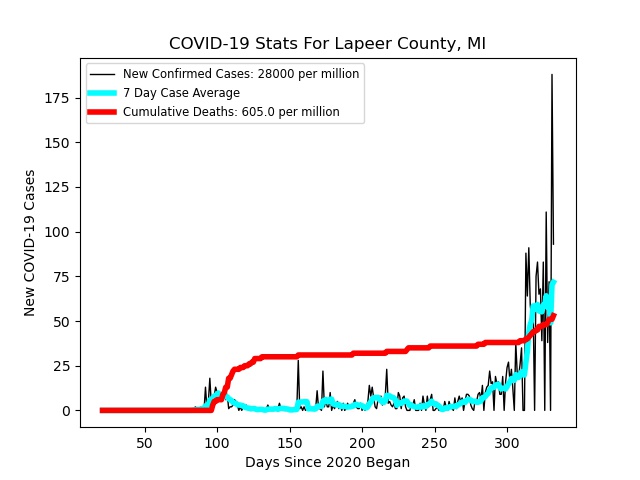 COVID-19 Stats For Lapeer County, MI
New Confirmed Cases: 28000 per million
7 Day Case Average
Cumulative Deaths: 605.0 per million
New COVID-19 Cases
175
150
125
100
75
50
25
0
50 100 150 200 250 300
Days Since 2020 Began